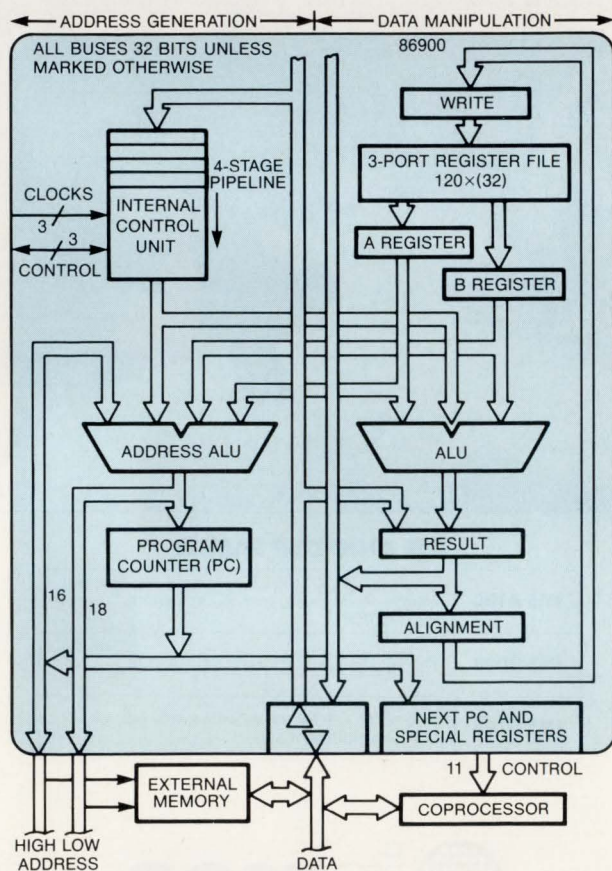 ADDRESS GENERATION
DATA MANIPULATION
ALL BUSES 32 BITS UNLESS
MARKED OTHERWISE
86900
WRITE
3-PORT REGISTER FILE
120×(32)
4-STAGE
PIPELINE
CLOCKS
3
INTERNAL
CONTROL
UNIT
3
CONTROL
A REGISTER
B REGISTER
ADDRESS ALU
ALU
PROGRAM
COUNTER (PC)
RESULT
16
18
ALIGNMENT
NEXT PC AND
SPECIAL REGISTERS
11
CONTROL
EXTERNAL
MEMORY
COPROCESSOR
HIGH LOW
ADDRESS
DATA